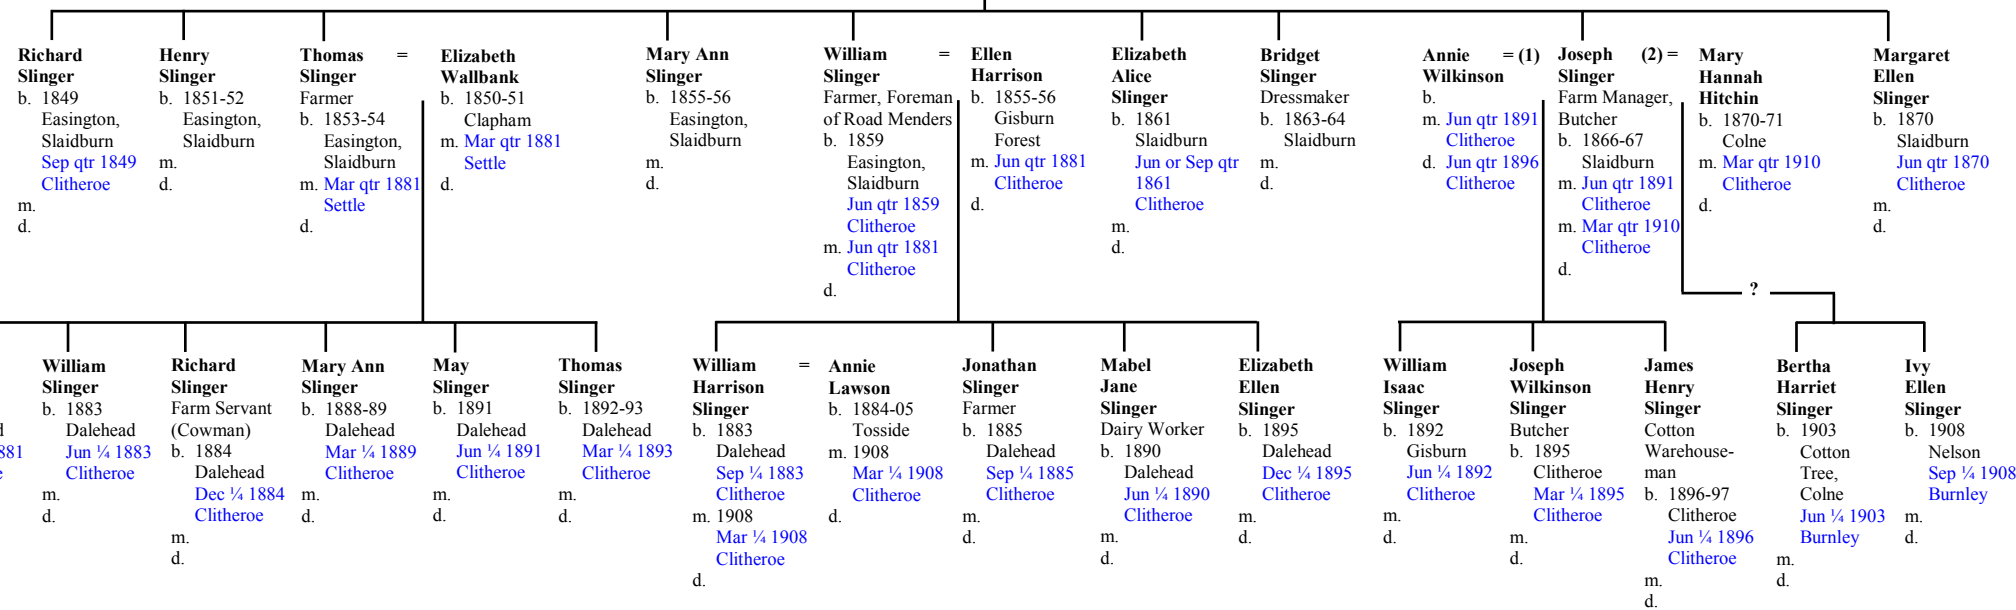 Richard
Slinger
b. 1849
Easington,
Slaidburn
Sep qtr 1849
Clitheroe
m.
d.
Henry
Slinger
b. 1851-52
Easington,
Slaidburn
m.
d.
Thomas =
Slinger
Farmer
b. 1853-54
Easington,
Slaidburn
m. Mar qtr 1881
Settle
d.
Elizabeth
Wallbank
b. 1850-51
Clapham
m. Mar qtr 1881
Settle
d.
Mary Ann
Slinger
b. 1855-56
Easington,
Slaidburn
m.
d.
William =
Slinger
Farmer, Foreman
of Road Menders
b. 1859
Easington,
Slaidburn
Jun qtr 1859
Clitheroe
m. Jun qtr 1881
Clitheroe
d.
Ellen
Harrison
b. 1855-56
Gisburn
Forest
m. Jun qtr 1881
Clitheroe
d.
Elizabeth
Alice
Slinger
b. 1861
Slaidburn
Jun or Sep qtr
1861
Clitheroe
m.
d.
Bridget
Slinger
Dressmaker
b. 1863-64
Slaidburn
m.
d.
Annie = (1)
Wilkinson
b.
m. Jun qtr 1891
Clitheroe
d. Jun qtr 1896
Clitheroe
Joseph (2) =
Slinger
Farm Manager,
Butcher
b. 1866-67
Slaidburn
m. Jun qtr 1891
Clitheroe
m. Mar qtr 1910
Clitheroe
d.
Mary
Hannah
Hitchin
b. 1870-71
Colne
m. Mar qtr 1910
Clitheroe
d.
Margaret
Ellen
Slinger
b. 1870
Slaidburn
Jun qtr 1870
Clitheroe
m.
d.
?
d
881
e
William
Slinger
b. 1883
Dalehead
Jun ¼ 1883
Clitheroe
m.
d.
Richard
Slinger
Farm Servant
(Cowman)
b. 1884
Dalehead
Dec ¼ 1884
Clitheroe
m.
d.
Mary Ann
Slinger
b. 1888-89
Dalehead
Mar ¼ 1889
Clitheroe
m.
d.
May
Slinger
b. 1891
Dalehead
Jun ¼ 1891
Clitheroe
m.
d.
Thomas
Slinger
b. 1892-93
Dalehead
Mar ¼ 1893
Clitheroe
m.
d.
William =
Harrison
Slinger
b. 1883
Dalehead
Sep ¼ 1883
Clitheroe
m. 1908
Mar ¼ 1908
Clitheroe
d.
Annie
Lawson
b. 1884-05
Tosside
m. 1908
Mar ¼ 1908
Clitheroe
d.
Jonathan
Slinger
Farmer
b. 1885
Dalehead
Sep ¼ 1885
Clitheroe
m.
d.
Mabel
Jane
Slinger
Dairy Worker
b. 1890
Dalehead
Jun ¼ 1890
Clitheroe
m.
d.
Elizabeth
Ellen
Slinger
b. 1895
Dalehead
Dec ¼ 1895
Clitheroe
m.
d.
William
Isaac
Slinger
b. 1892
Gisburn
Jun ¼ 1892
Clitheroe
m.
d.
Joseph
Wilkinson
Slinger
Butcher
b. 1895
Clitheroe
Mar ¼ 1895
Clitheroe
m.
d.
James
Henry
Slinger
Cotton
Warehouse-
man
b. 1896-97
Clitheroe
Jun ¼ 1896
Clitheroe
m.
d.
Bertha
Harriet
Slinger
b. 1903
Cotton
Tree,
Colne
Jun ¼ 1903
Burnley
m.
d.
Ivy
Ellen
Slinger
b. 1908
Nelson
Sep ¼ 1908
Burnley
m.
d.